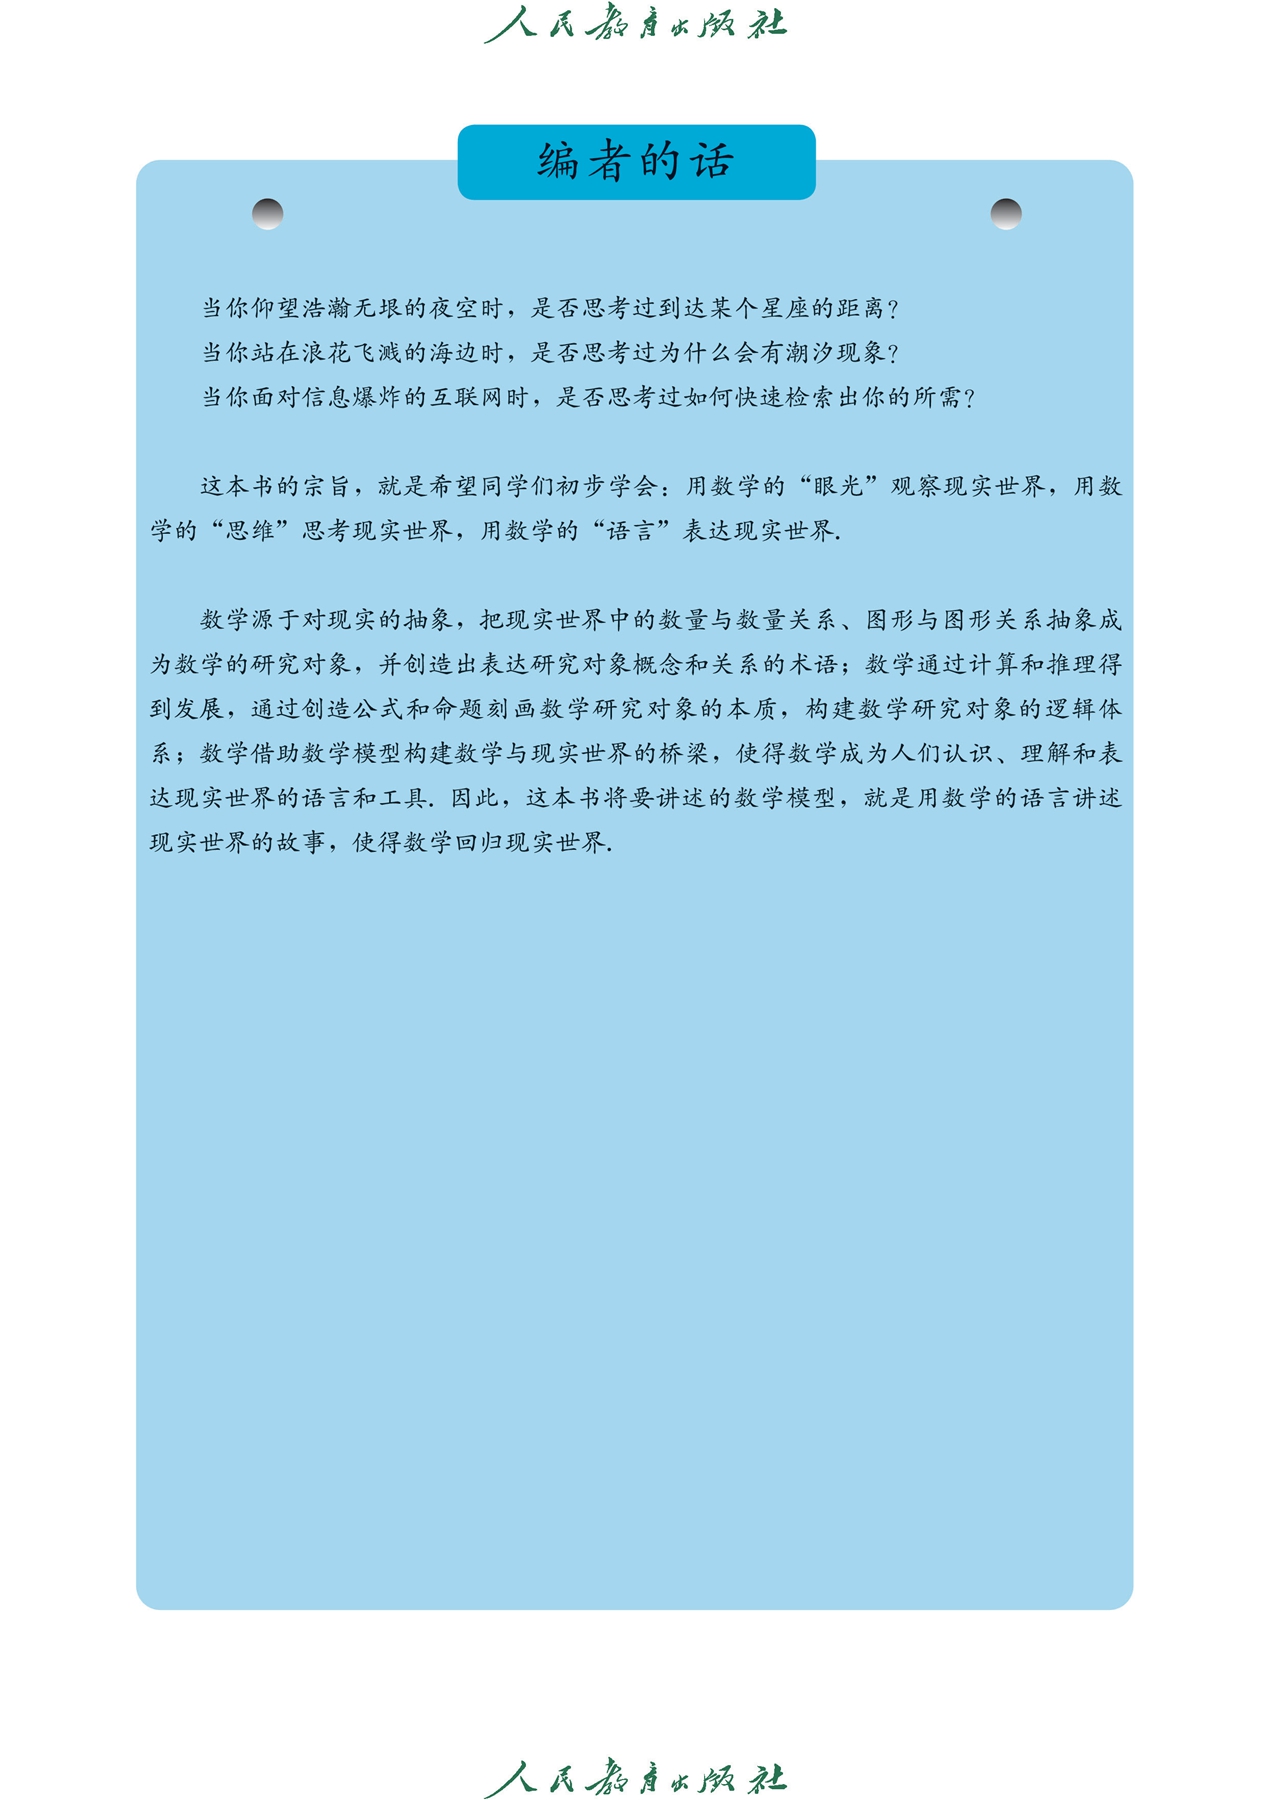 人民教育出版社
编者的话
当你仰望浩瀚无垠的夜空时，是否思考过到达某个星座的距离？
当你站在浪花飞溅的海边时，是否思考过为什么会有潮汐现象？
当你面对信息爆炸的互联网时，是否思考过如何快速检索出你的所需？
这本书的宗旨，就是希望同学们初步学会：用数学的“眼光”观察现实世界，用数
学的“思维”思考现实世界，用数学的“语言”表达现实世界．
数学源于对现实的抽象，把现实世界中的数量与数量关系、图形与图形关系抽象成
为数学的研究对象，并创造出表达研究对象概念和关系的术语；数学通过计算和推理得
到发展，通过创造公式和命题刻画数学研究对象的本质，构建数学研究对象的逻辑体
系；数学借助数学模型构建数学与现实世界的桥梁，使得数学成为人们认识、理解和表
达现实世界的语言和工具．因此，这本书将要讲述的数学模型，就是用数学的语言讲述
现实世界的故事，使得数学回归现实世界．
人民教育出版社